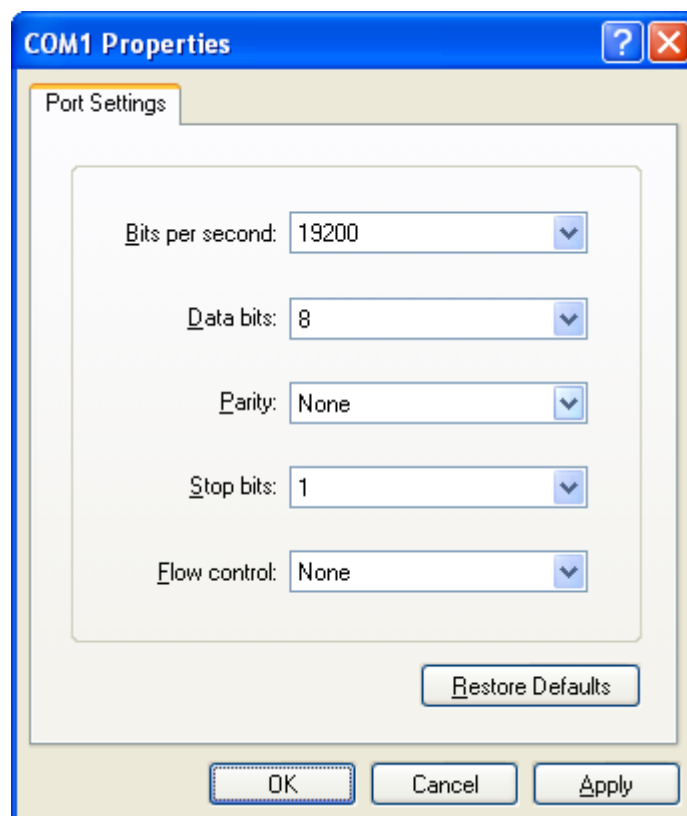 COM1 Properties
Port Settings
Bits per second: 19200
Data bits: 8
Parity: None
Stop bits: 1
Flow control: None
Restore Defaults
OK Cancel Apply